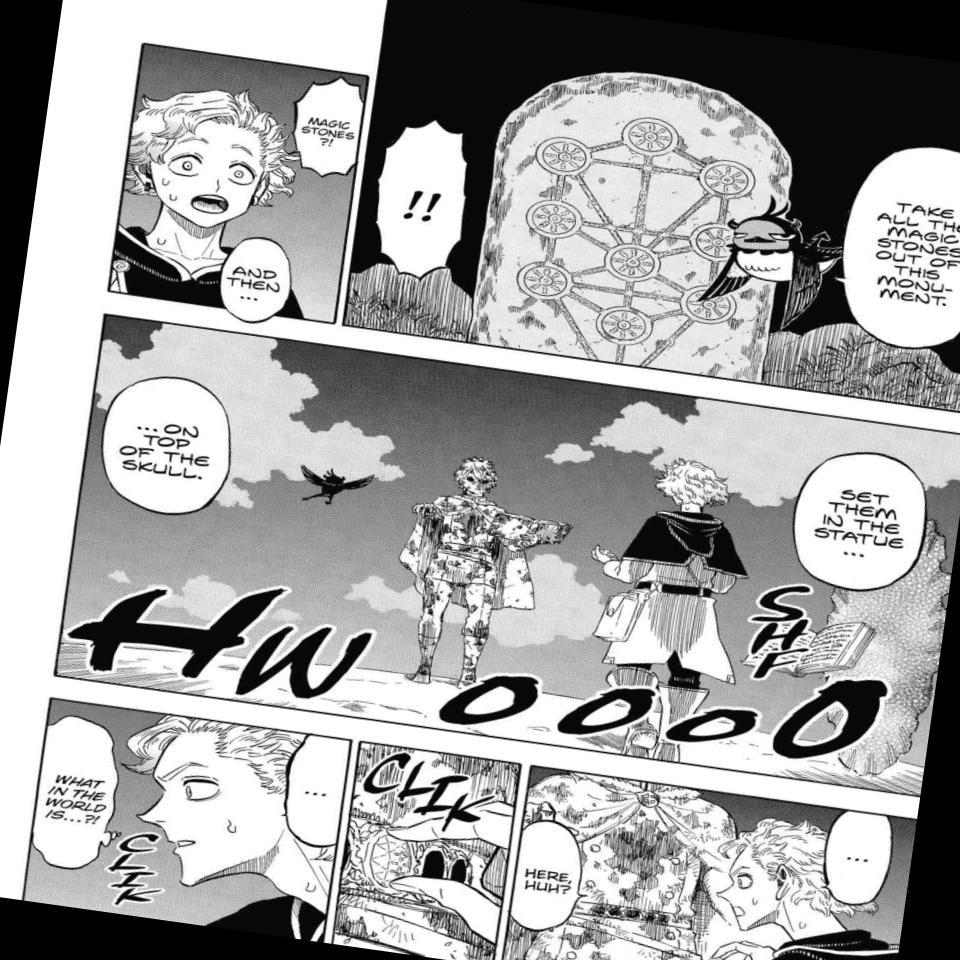 TAKE
ALL THE
MAGIC
STONES
OUT OF
THIS
MONU-
MENT.
!!
MAGIC
STONES
?!
AND
THEN
...
SET
THEM
IN THE
STATUE
...
SHF
...ON
TOP
OF THE
SKULL.
HWOOOO
...
HERE,
HUH?
CLIK
...
CLIK
WHAT
IN THE
WORLD
IS...?!